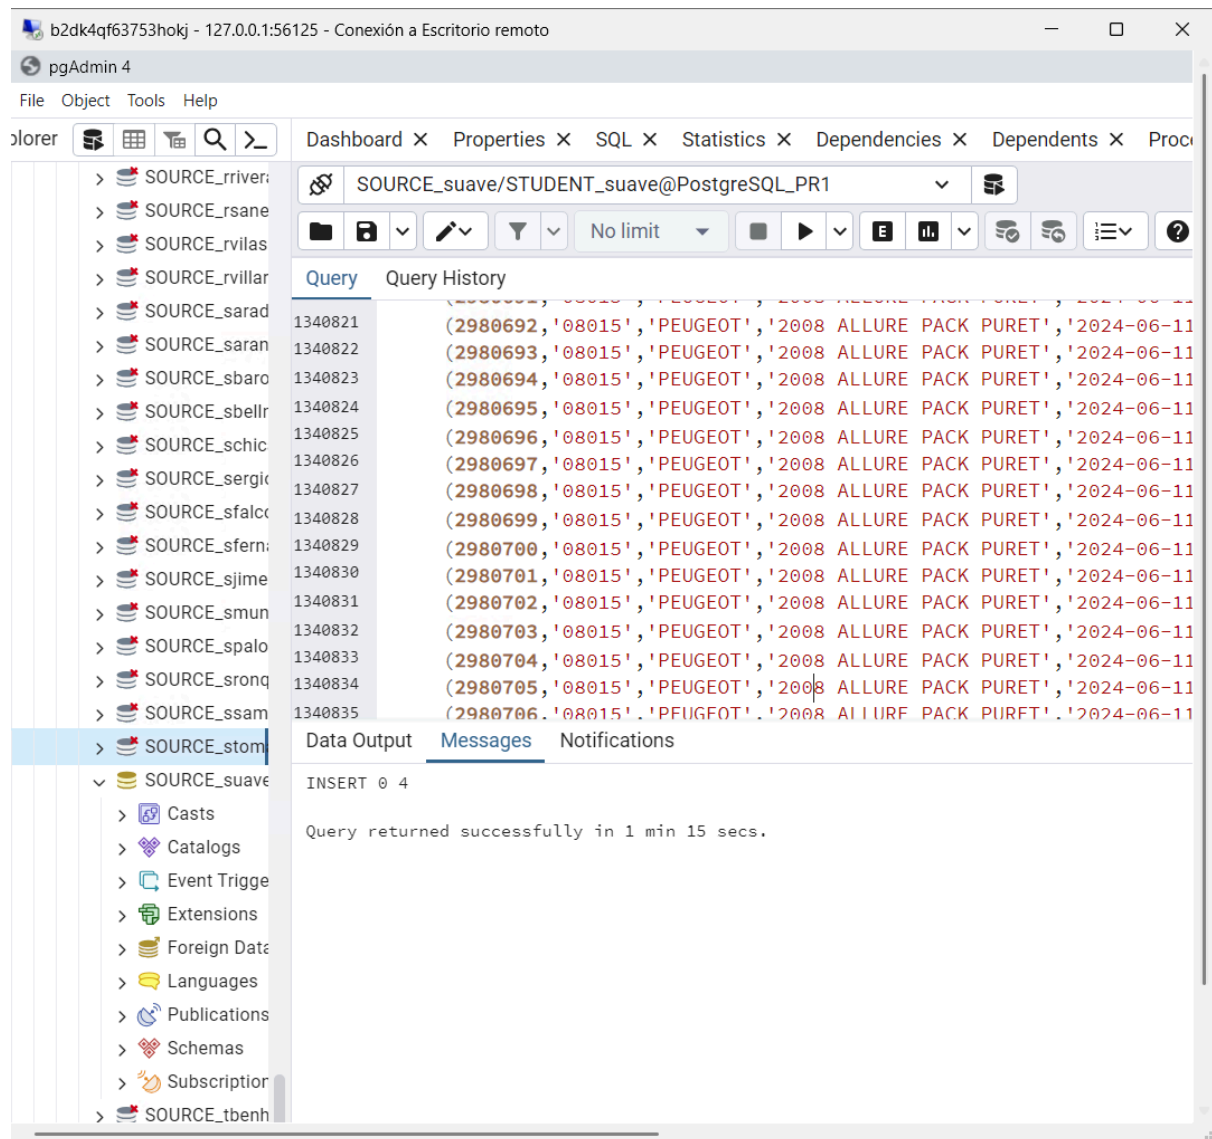 b2dk4qf63753hokj - 127.0.0.1:56125 - Conexión a Escritorio remoto
pgAdmin 4
File Object Tools Help
plorer
Dashboard Properties SQL Statistics Dependencies Dependents Proc
SOURCE_rriver
SOURCE_rsane
SOURCE_rvilas
SOURCE_rvillar
SOURCE_sarad
SOURCE_saran
SOURCE_sbaro
SOURCE_sbellr
SOURCE_schic
SOURCE_sergi
SOURCE_sfalc
SOURCE_sfern
SOURCE_sjime
SOURCE_smun
SOURCE_spalo
SOURCE_sronq
SOURCE_ssam
SOURCE_stom
SOURCE_suave
Casts
Catalogs
Event Trigge
Extensions
Foreign Data
Languages
Publications
Schemas
Subscription
SOURCE_tbenh
SOURCE_suave/STUDENT_suave@PostgreSQL_PR1
No limit
E
Query Query History
(2980691,'08015','PEUGEOT','2008 ALLURE PACK PURET','2024-06-11
1340821 (2980692,'08015','PEUGEOT','2008 ALLURE PACK PURET','2024-06-11
1340822 (2980693,'08015','PEUGEOT','2008 ALLURE PACK PURET','2024-06-11
1340823 (2980694,'08015','PEUGEOT','2008 ALLURE PACK PURET','2024-06-11
1340824 (2980695,'08015','PEUGEOT','2008 ALLURE PACK PURET','2024-06-11
1340825 (2980696,'08015','PEUGEOT','2008 ALLURE PACK PURET','2024-06-11
1340826 (2980697,'08015','PEUGEOT','2008 ALLURE PACK PURET','2024-06-11
1340827 (2980698,'08015','PEUGEOT','2008 ALLURE PACK PURET','2024-06-11
1340828 (2980699,'08015','PEUGEOT','2008 ALLURE PACK PURET','2024-06-11
1340829 (2980700,'08015','PEUGEOT','2008 ALLURE PACK PURET','2024-06-11
1340830 (2980701,'08015','PEUGEOT','2008 ALLURE PACK PURET','2024-06-11
1340831 (2980702,'08015','PEUGEOT','2008 ALLURE PACK PURET','2024-06-11
1340832 (2980703,'08015','PEUGEOT','2008 ALLURE PACK PURET','2024-06-11
1340833 (2980704,'08015','PEUGEOT','2008 ALLURE PACK PURET','2024-06-11
1340834 (2980705,'08015','PEUGEOT','2008 ALLURE PACK PURET','2024-06-11
1340835 (2980706,'08015','PEUGEOT','2008 ALLURE PACK PURET','2024-06-11
Data Output Messages Notifications
INSERT 0 4
Query returned successfully in 1 min 15 secs.